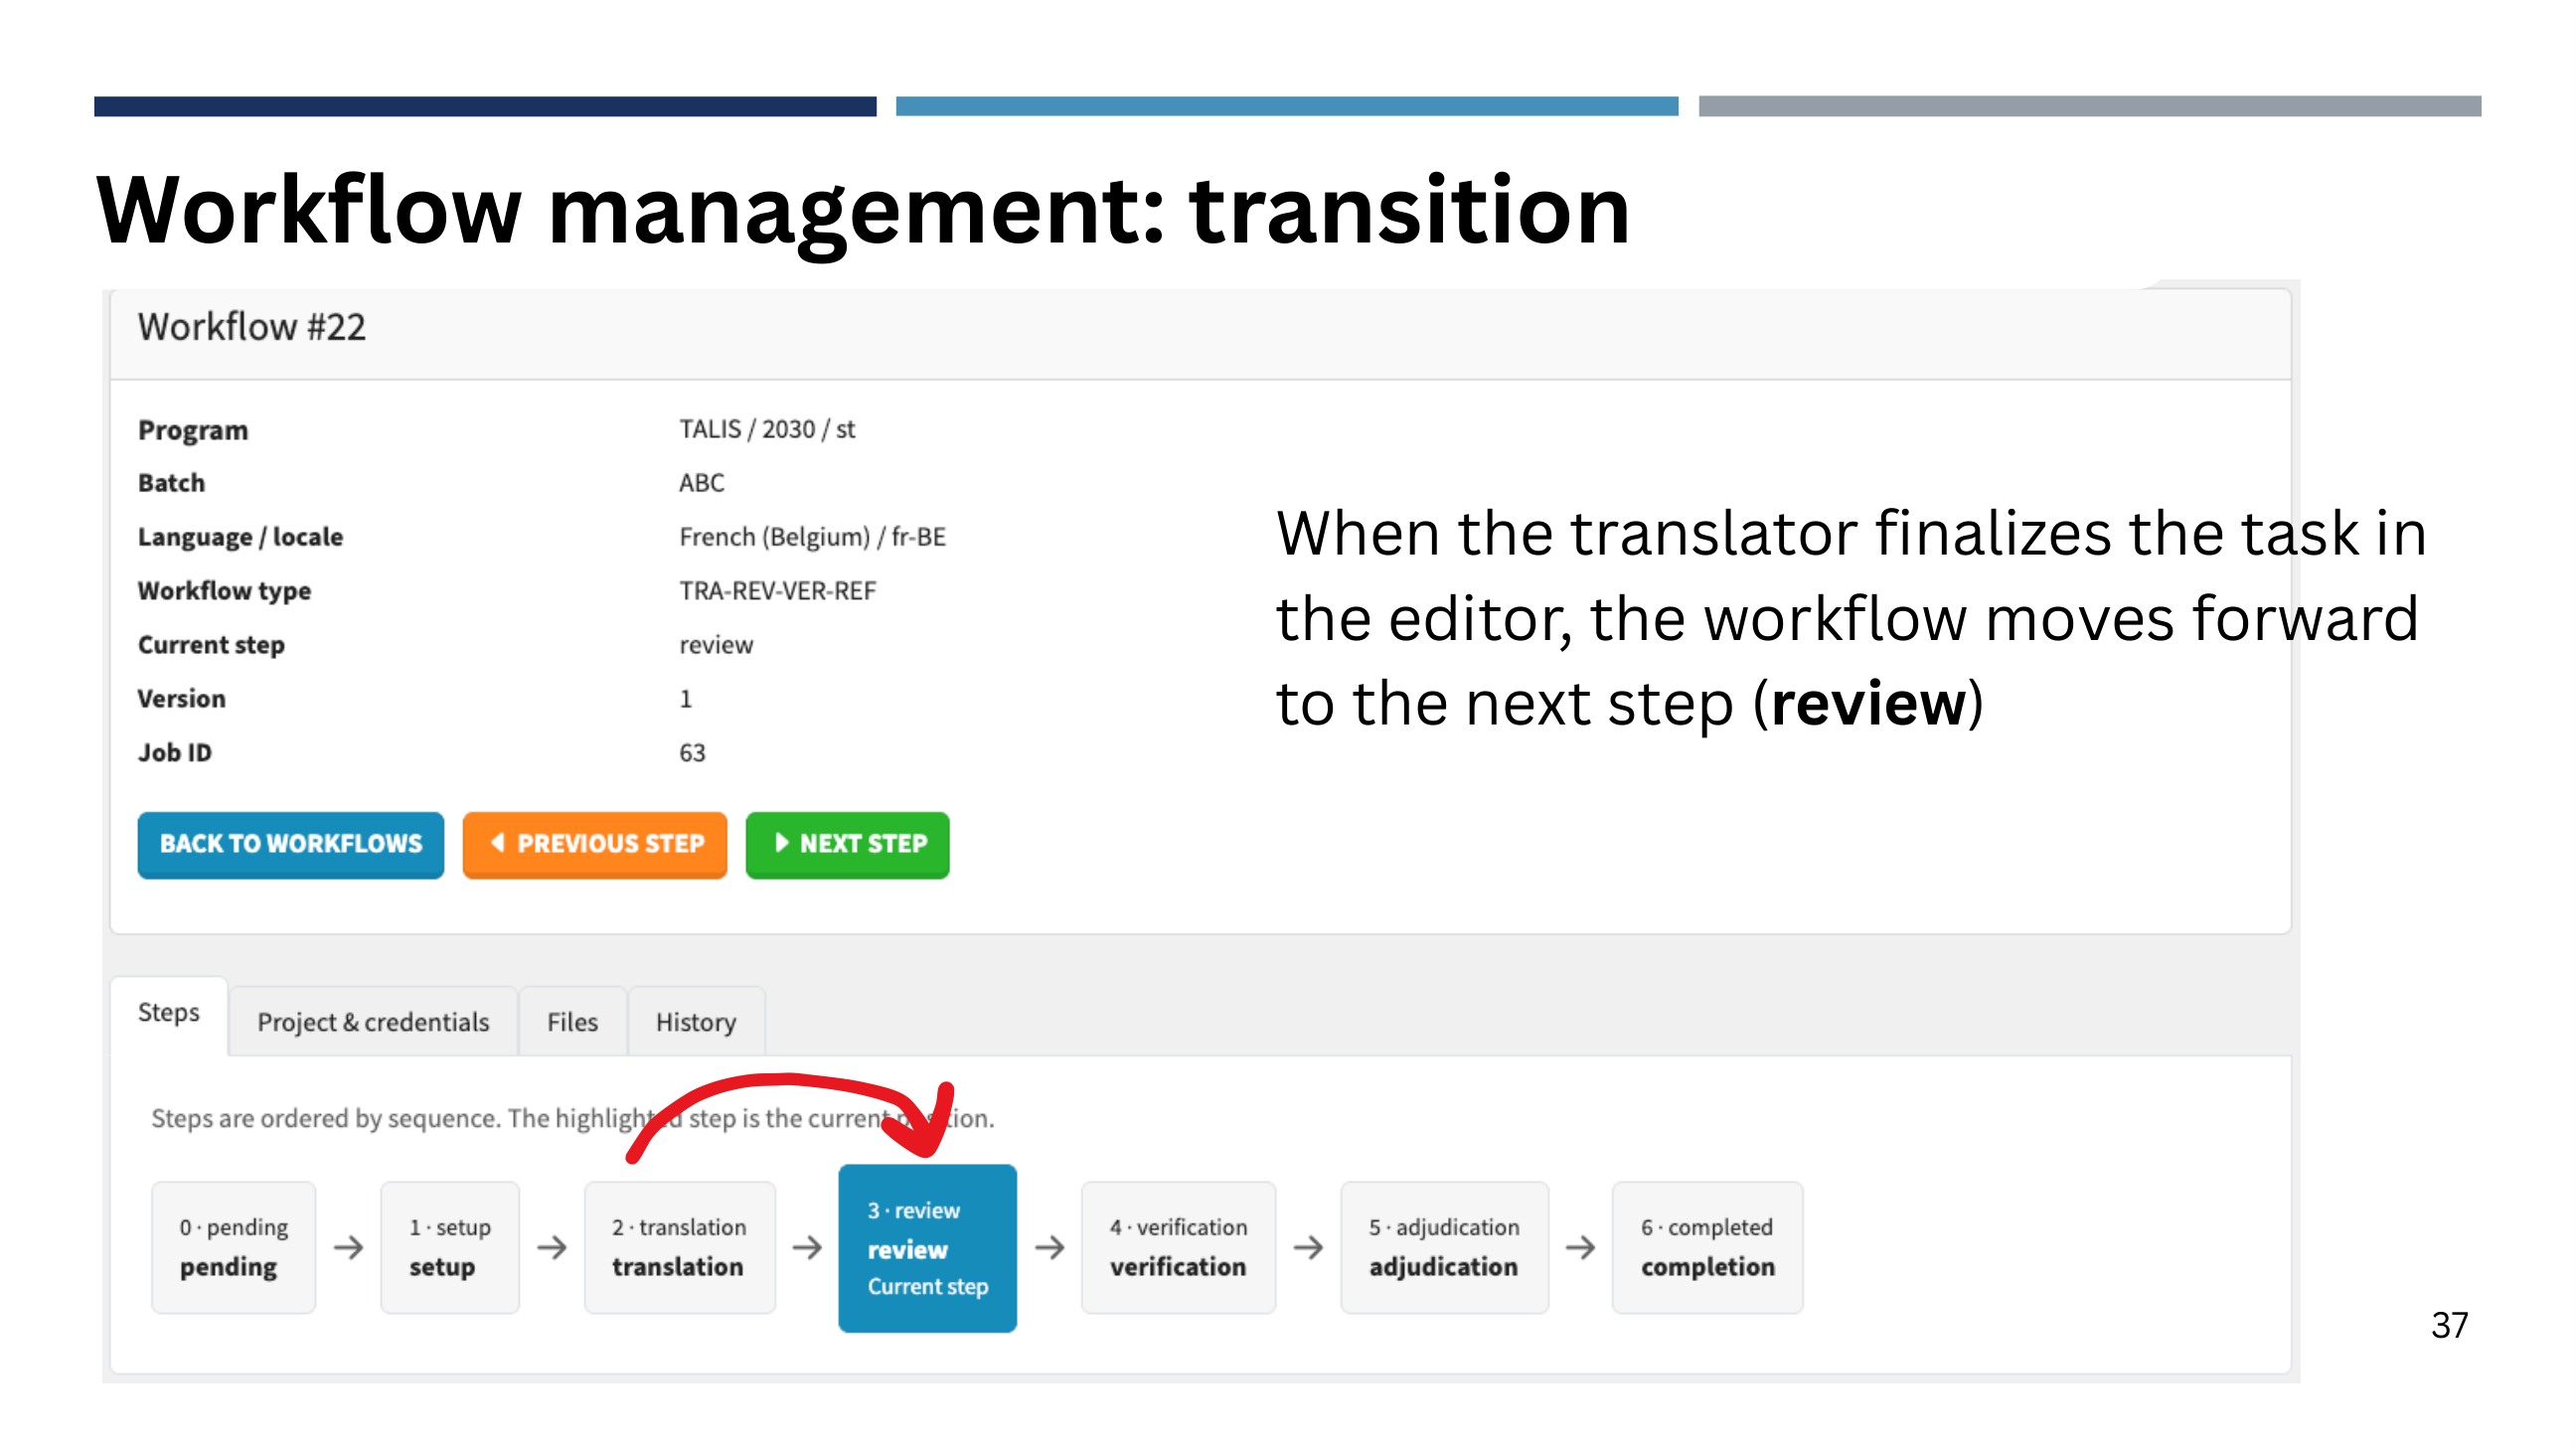 Workflow management: transition
Workflow #22
Program TALIS / 2030 / st
Batch ABC
Language / locale French (Belgium) / fr-BE
Workflow type TRA-REV-VER-REF
Current step review
Version 1
Job ID 63
When the translator finalizes the task in
the editor, the workflow moves forward
to the next step (review)
BACK TO WORKFLOWS PREVIOUS STEP NEXT STEP
Steps Project & credentials Files History
Steps are ordered by sequence. The highlighted step is the current position.
0 · pending
pending
1 · setup
setup
2 · translation
translation
3 · review
review
Current step
4 · verification
verification
5 · adjudication
adjudication
6 · completed
completion
37